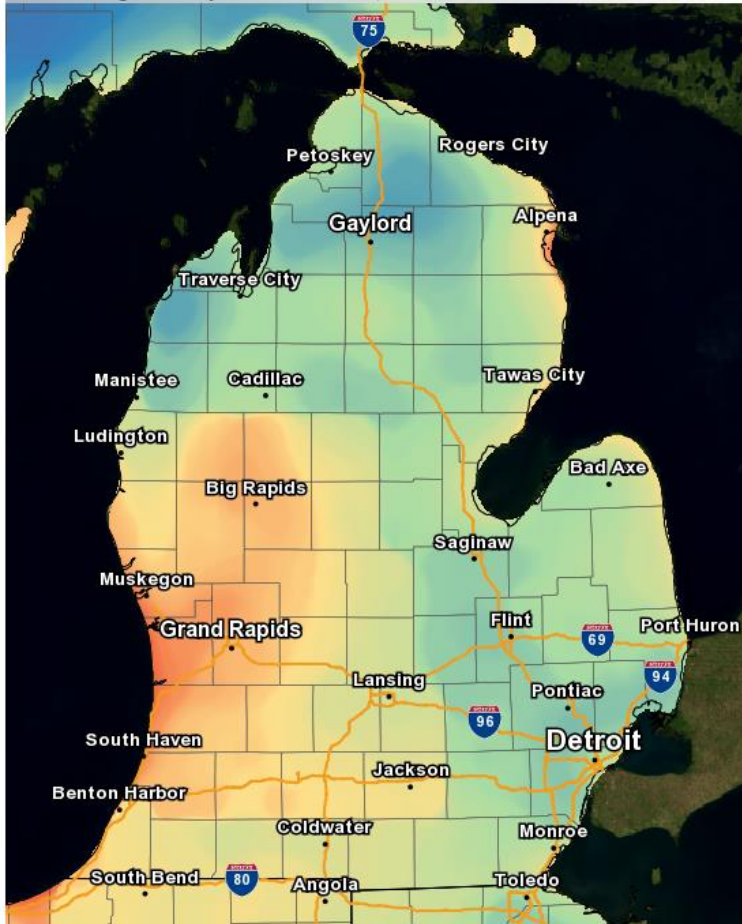 INTERSTATE
75
Rogers City
Petoskey
Gaylord
Alpena
Traverse City
Manistee
Cadillac
Tawas City
Ludington
Big Rapids
Bad Axe
Saginaw
Muskegon
Grand Rapids
Flint
69
Port Huron
Lansing
94
Pontiac
96
South Haven
Detroit
Benton Harbor
Jackson
Coldwater
Monroe
South Bend
80
Angola
Toledo